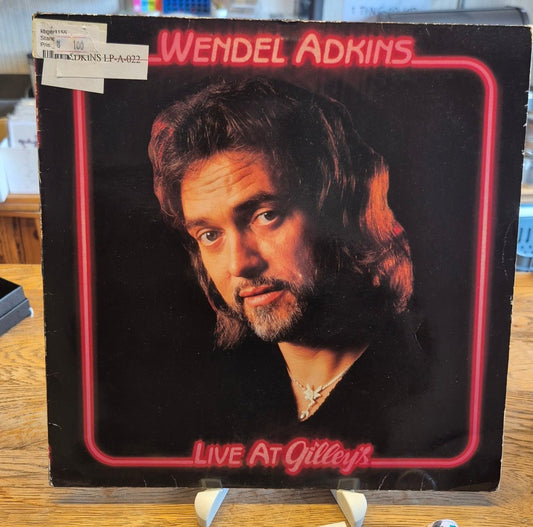 WENDEL ADKINS
100
ADKINS LP-A-022
LIVE AT Gilley's